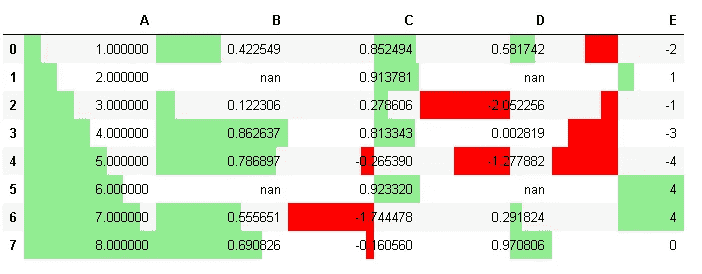 A B C D E
0 1.000000 0.422549 0.852494 0.581742 -2
1 2.000000 nan 0.913781 nan 1
2 3.000000 0.122306 0.278606 -2.052256 -1
3 4.000000 0.862637 0.813343 0.002819 -3
4 5.000000 0.786897 -0.265390 -1.277882 -4
5 6.000000 nan 0.923320 nan 4
6 7.000000 0.555651 -1.744478 0.291824 4
7 8.000000 0.690826 -0.160560 0.970806 0